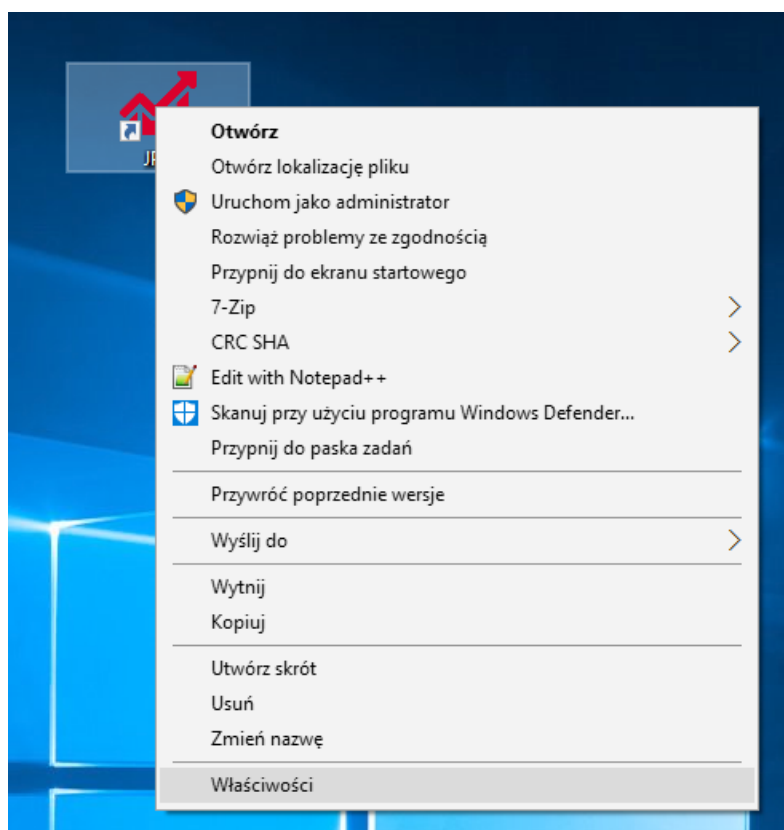 Otwórz
Otwórz lokalizację pliku
Uruchom jako administrator
Rozwiąż problemy ze zgodnością
Przypnij do ekranu startowego
7-Zip
CRC SHA
Edit with Notepad++
Skanuj przy użyciu programu Windows Defender...
Przypnij do paska zadań
Przywróć poprzednie wersje
Wyślij do
Wytnij
Kopiuj
Utwórz skrót
Usuń
Zmień nazwę
Właściwości